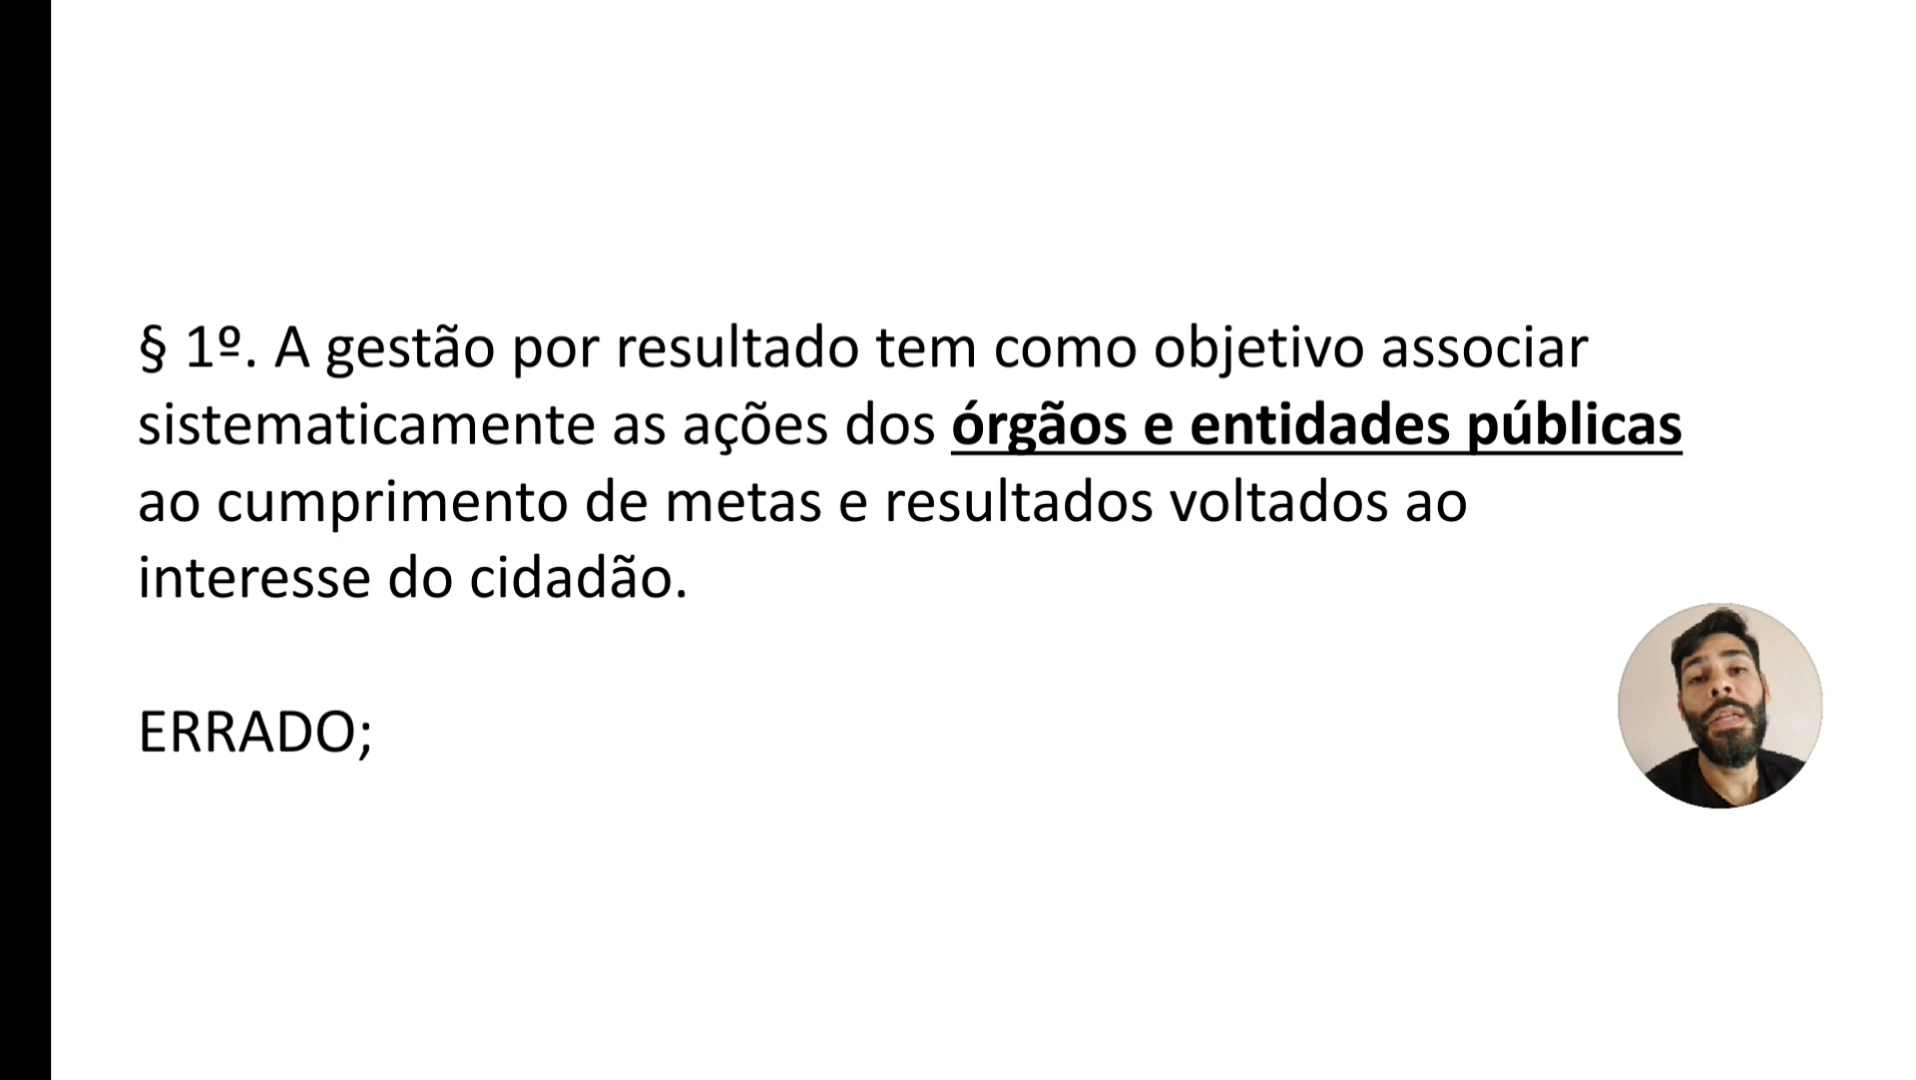 § 1º. A gestão por resultado tem como objetivo associar
sistematicamente as ações dos órgãos e entidades públicas
ao cumprimento de metas e resultados voltados ao
interesse do cidadão.
ERRADO;